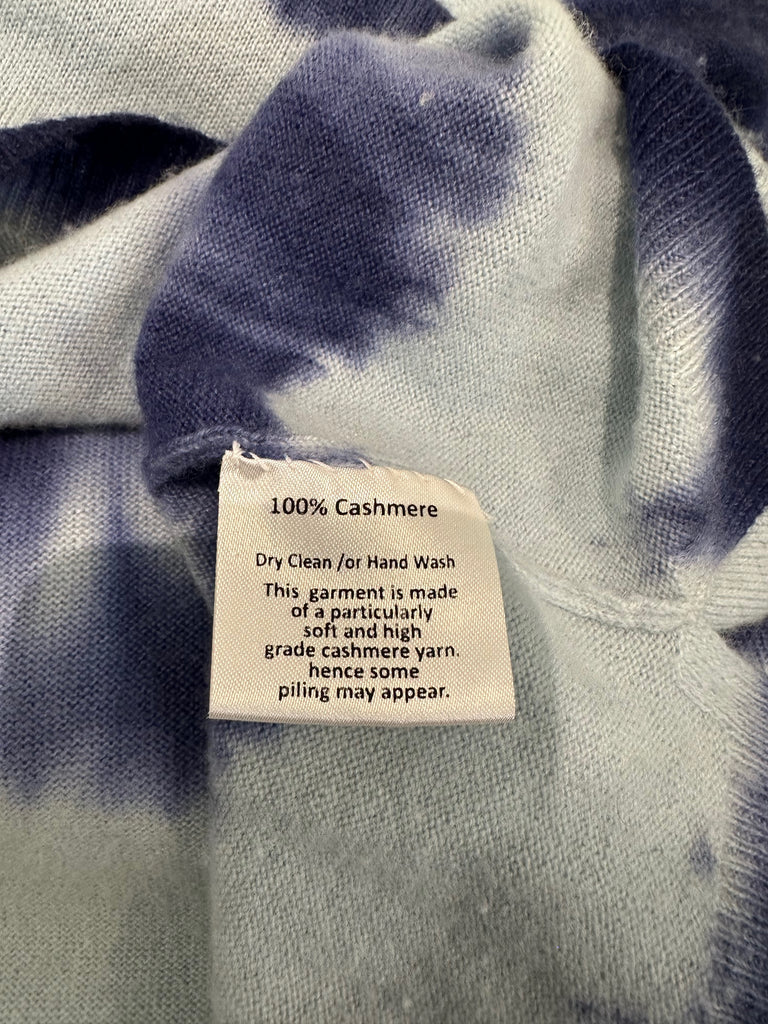 100% Cashmere
Dry Clean /or Hand Wash
This garment is made
of a particularly
soft and high
grade cashmere yarn.
hence some
piling may appear.